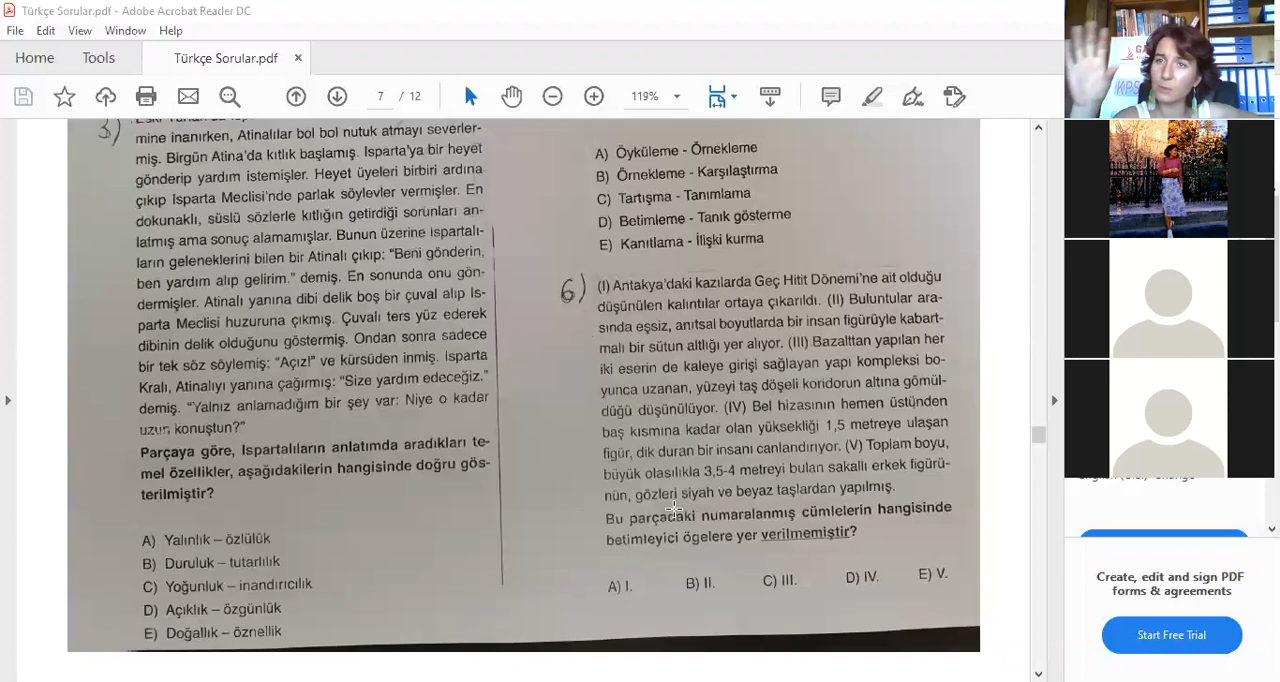 Türkçe Sorular.pdf - Adobe Acrobat Reader DC
File Edit View Window Help
Home Tools Türkçe Sorular.pdf ×
7 / 12 119%
3)
mine inanırken, Atinalılar bol bol nutuk atmayı severler-
miş. Birgün Atina'da kıtlık başlamış. Isparta'ya bir heyet
gönderip yardım istemişler. Heyet üyeleri birbiri ardına
çıkıp Isparta Meclisi'nde parlak söylevler vermişler. En
dokunaklı, süslü sözlerle kıtlığın getirdiği sorunları an-
latmış ama sonuç alamamışlar. Bunun üzerine Ispartalı-
ların geleneklerini bilen bir Atinalı çıkıp: “Beni gönderin,
ben yardım alıp gelirim.” demiş. En sonunda onu gön-
dermişler. Atinalı yanına dibi delik boş bir çuval alıp Is-
parta Meclisi huzuruna çıkmış. Çuvalı ters yüz ederek
dibinin delik olduğunu göstermiş. Ondan sonra sadece
bir tek söz söylemiş: “Açız!” ve kürsüden inmiş. Isparta
Kralı, Atinalıyı yanına çağırmış: “Size yardım edeceğiz.”
demiş. “Yalnız anlamadığım bir şey var: Niye o kadar
uzun konuştun?”
Parçaya göre, Ispartalıların anlatımda aradıkları te-
mel özellikler, aşağıdakilerin hangisinde doğru gös-
terilmiştir?
A) Yalınlık – özlülük
B) Duruluk – tutarlılık
C) Yoğunluk – inandırıcılık
D) Açıklık – özgünlük
E) Doğallık – öznellik
A) Öyküleme - Örnekleme
B) Örnekleme - Karşılaştırma
C) Tartışma - Tanımlama
D) Betimleme - Tanık gösterme
E) Kanıtlama - İlişki kurma
6) (I) Antakya'daki kazılarda Geç Hitit Dönemi'ne ait olduğu
düşünülen kalıntılar ortaya çıkarıldı. (II) Buluntular ara-
sında eşsiz, anıtsal boyutlarda bir insan figürüyle kabart-
malı bir sütun altlığı yer alıyor. (III) Bazalttan yapılan her
iki eserin de kaleye girişi sağlayan yapı kompleksi bo-
yunca uzanan, yüzeyi taş döşeli koridorun altına gömül-
düğü düşünülüyor. (IV) Bel hizasının hemen üstünden
baş kısmına kadar olan yüksekliği 1,5 metreye ulaşan
figür, dik duran bir insanı canlandırıyor. (V) Toplam boyu,
büyük olasılıkla 3,5-4 metreyi bulan sakallı erkek figürü-
nün, gözleri siyah ve beyaz taşlardan yapılmış.
Bu parçadaki numaralanmış cümlelerin hangisinde
betimleyici ögelere yer verilmemiştir?
A) I. B) II. C) III. D) IV. E) V.
KPS
Change
Create, edit and sign PDF
forms & agreements
Start Free Trial